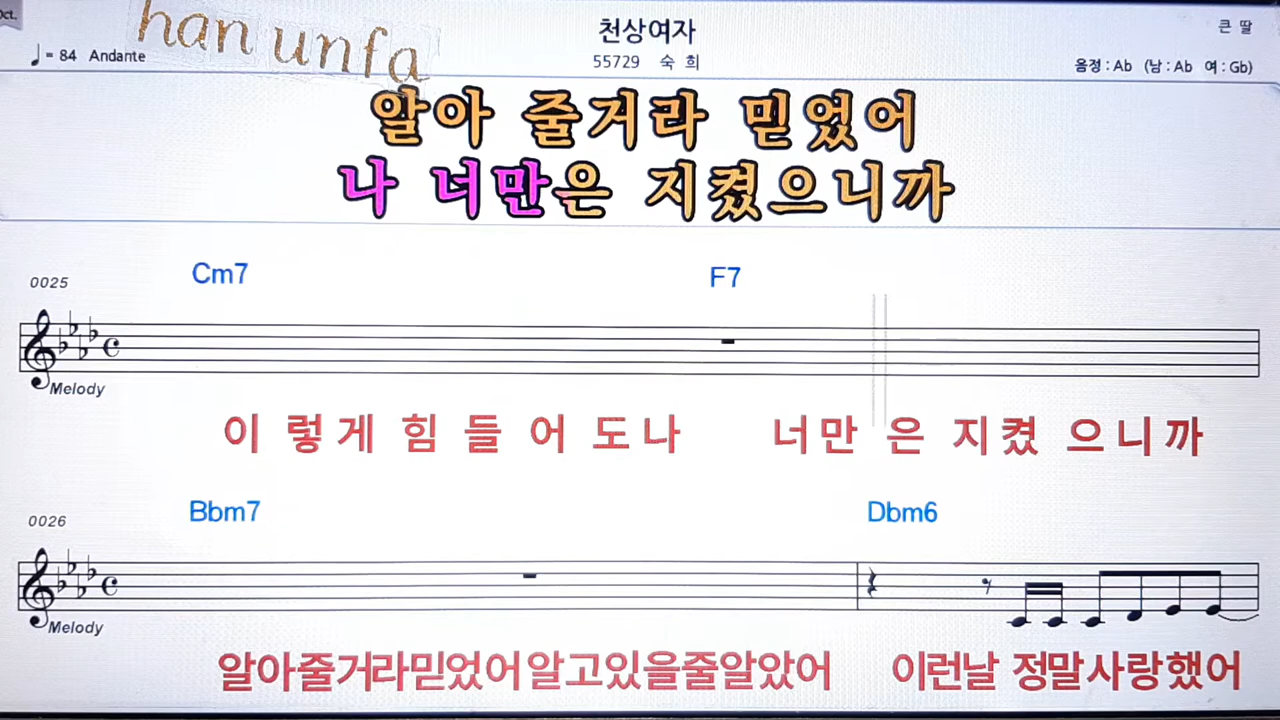 Oct.
han unfa
천상여자
큰 딸
♩= 84 Andante
55729 숙 희
음정 : Ab (남 : Ab 여 : Gb)
알아 줄거라 믿었어
나 너만은 지켰으니까
0025
Cm7 F7
Melody
이 렇 게 힘 들 어 도 나 너 만 은 지 켰 으 니 까
0026
Bbm7 Dbm6
Melody
알아줄거라믿었어알고있을줄알았어 이런날 정말사랑했어